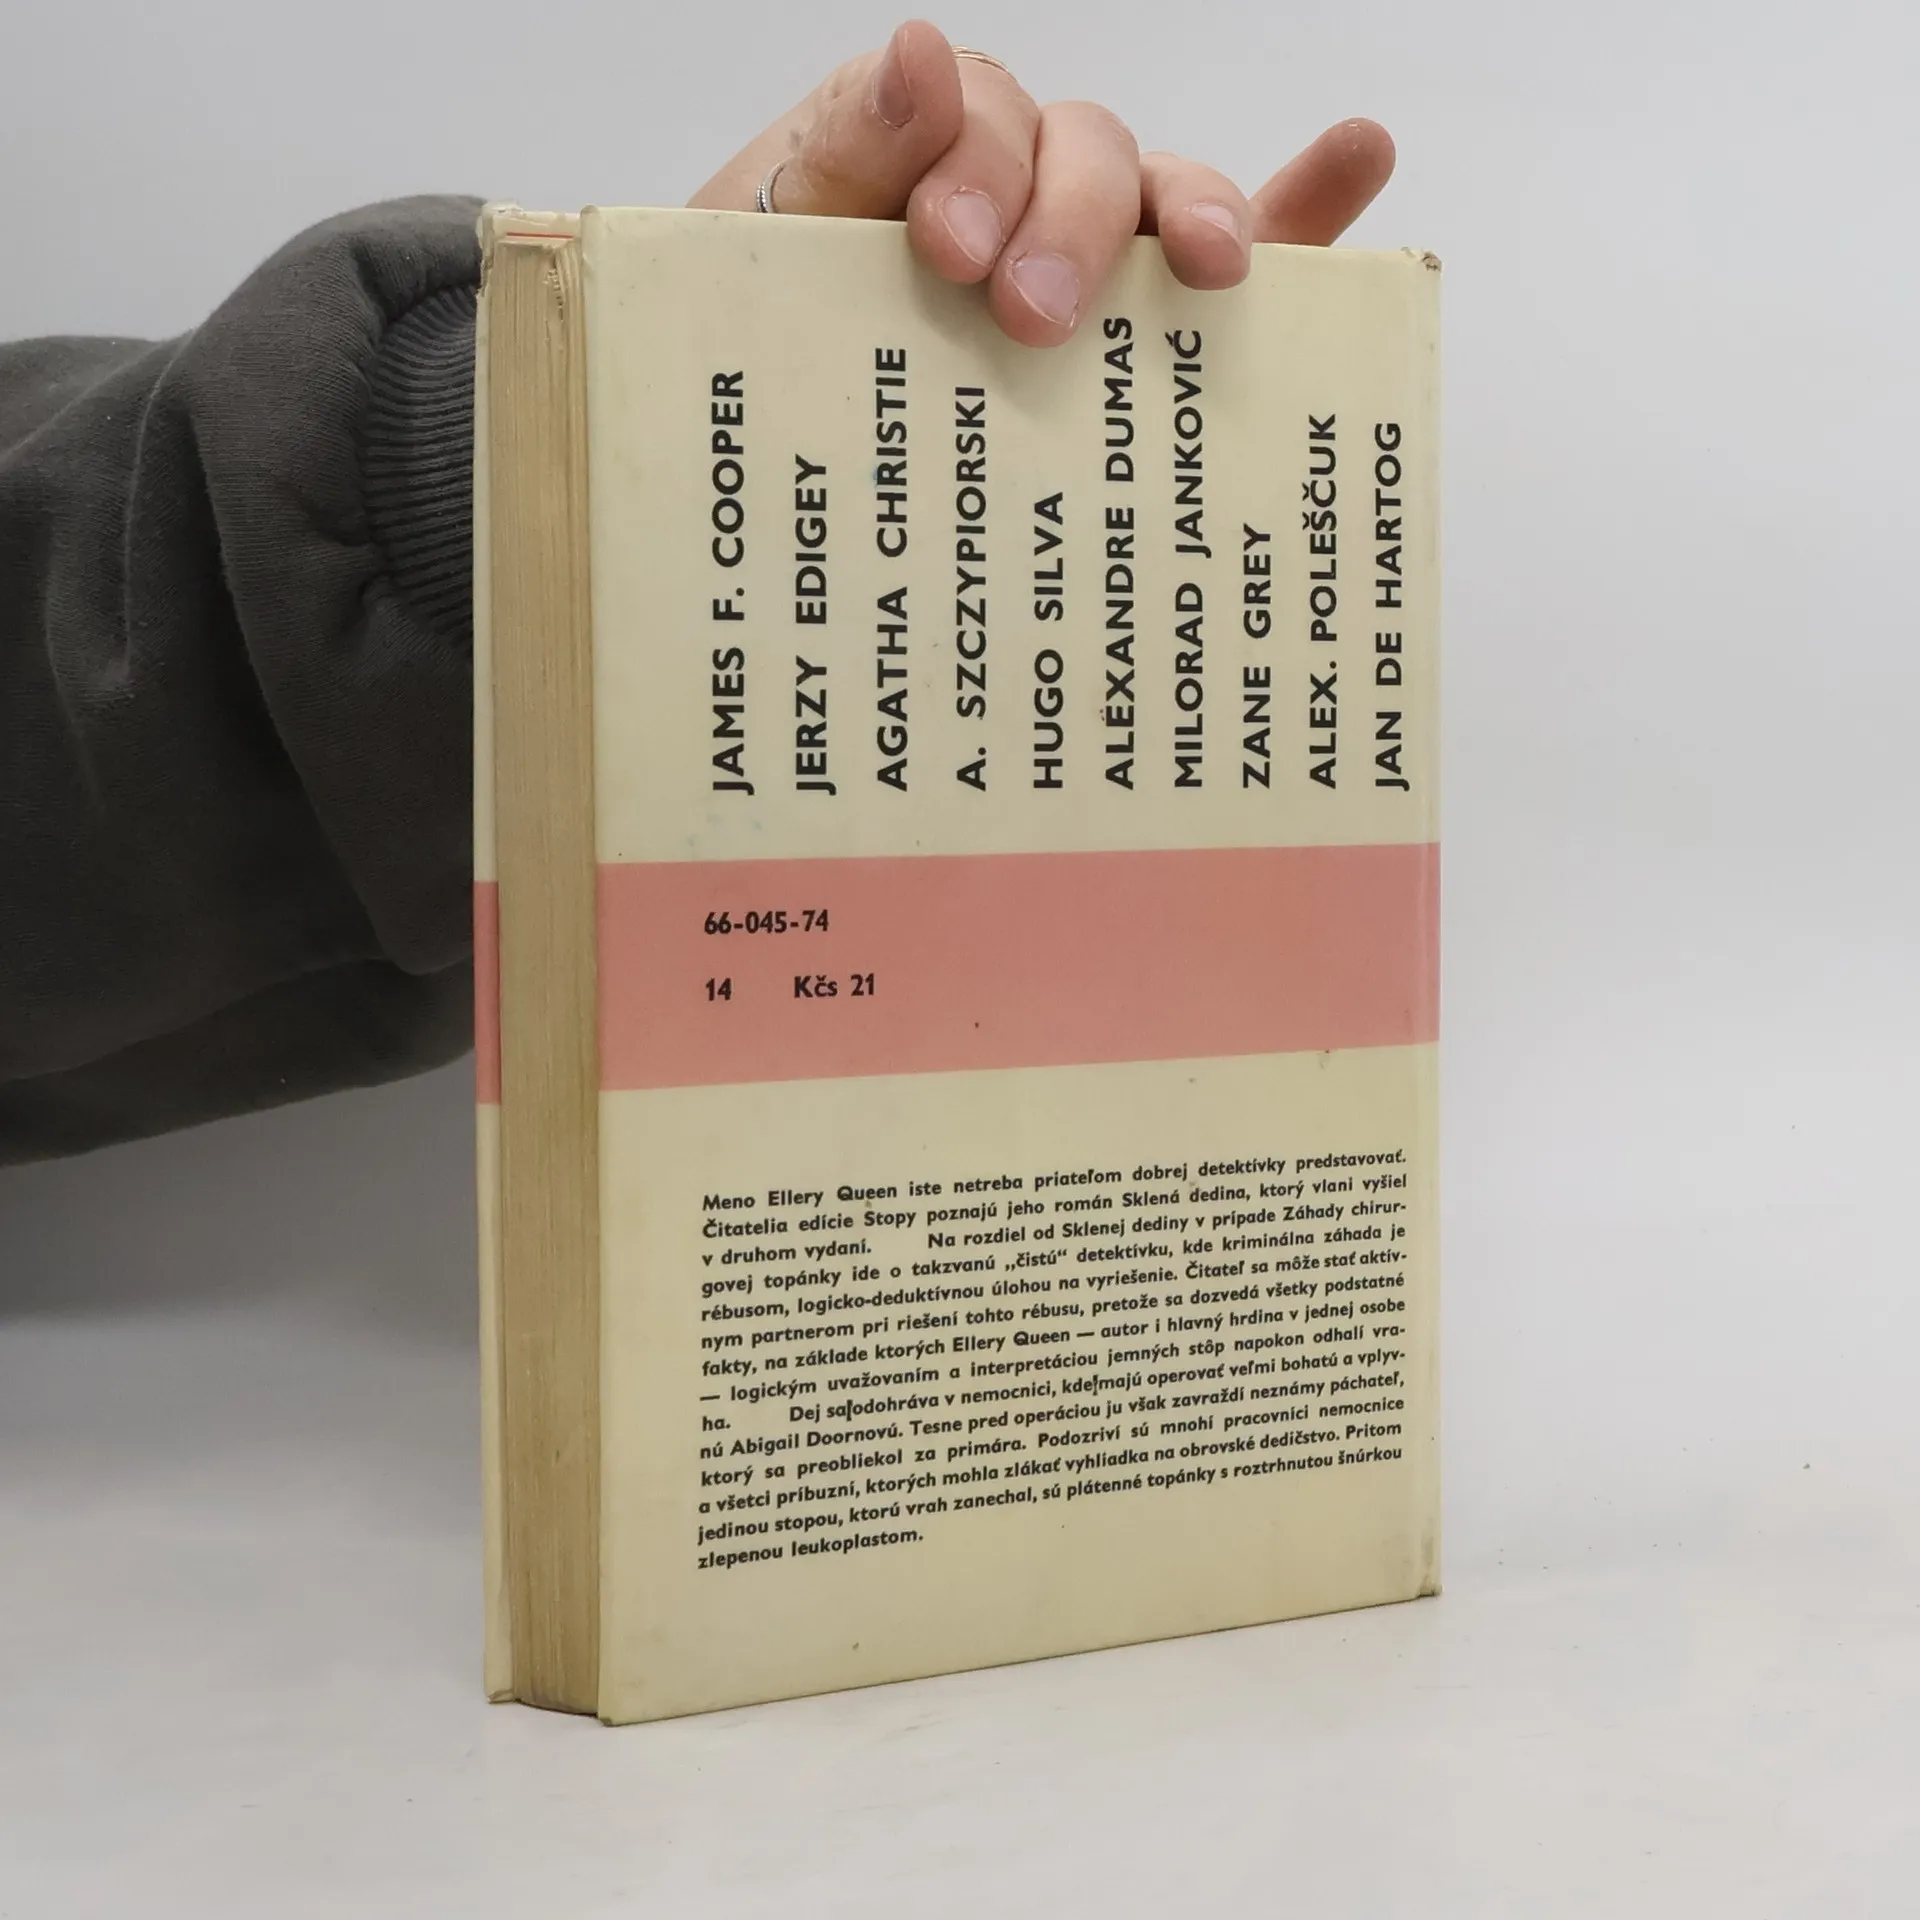 JAMES F. COOPER
JERZY EDIGEY
AGATHA CHRISTIE
A. SZCZYPIORSKI
HUGO SILVA
ALEXANDRE DUMAS
MILORAD JANKOVIĆ
ZANE GREY
ALEX. POLEŠČUK
JAN DE HARTOG
66-045-74
14 Kčs 21
Meno Ellery Queen iste netreba priateľom dobrej detektívky predstavovať.
Čitatelia edície Stopy poznajú jeho román Sklená dedina, ktorý vlani vyšiel
v druhom vydaní. Na rozdiel od Sklenej dediny v prípade Záhady chirur-
govej topánky ide o takzvanú „čistú“ detektívku, kde kriminálna záhada je
rébusom, logicko-deduktívnou úlohou na vyriešenie. Čitateľ sa môže stať aktív-
nym partnerom pri riešení tohto rébusu, pretože sa dozvedá všetky podstatné
fakty, na základe ktorých Ellery Queen — autor i hlavný hrdina v jednej osobe
— logickým uvažovaním a interpretáciou jemných stôp napokon odhalí vra-
ha. Dej sa odohráva v nemocnici, kde majú operovať veľmi bohatú a vplyv-
nú Abigail Doornovú. Tesne pred operáciou ju však zavraždí neznámy páchateľ,
ktorý sa preobliekol za primára. Podozriví sú mnohí pracovníci nemocnice
a všetci príbuzní, ktorých mohla zlákať vyhliadka na obrovské dedičstvo. Pritom
jedinou stopou, ktorú vrah zanechal, sú plátenné topánky s roztrhnutou šnúrkou
zlepenou leukoplastom.